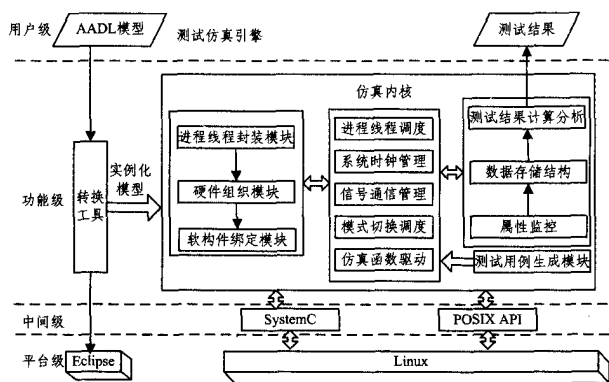 用户级
AADL模型
测试仿真引擎
测试结果
功能级
转换
工具
实例化
模型
仿真内核
进程线程封装模块
硬件组织模块
软构件绑定模块
进程线程调度
系统时钟管理
信号通信管理
模式切换调度
仿真函数驱动
测试结果计算分析
数据存储结构
属性监控
测试用例生成模块
中间级
SystemC
POSIX API
平台级
Eclipse
Linux